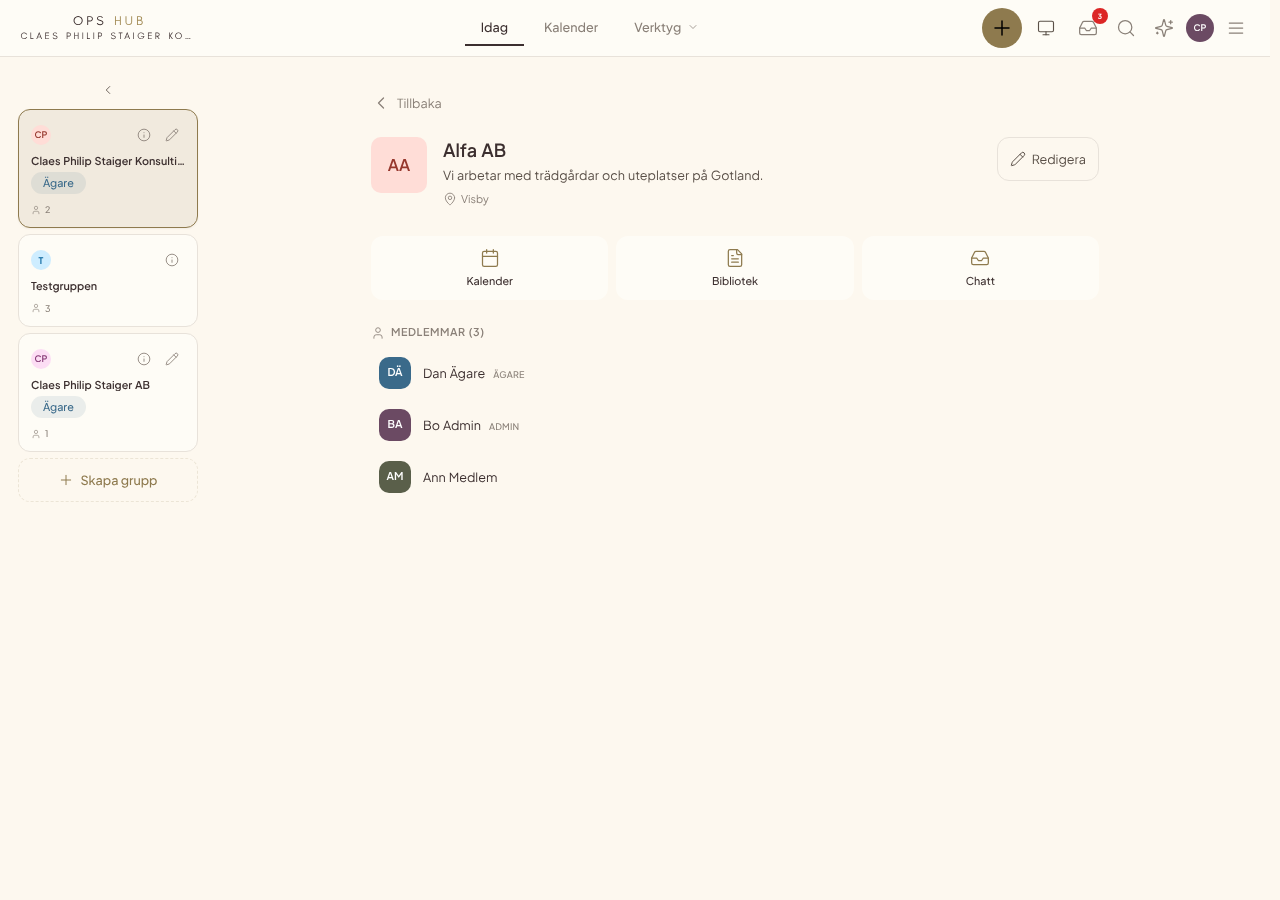 OPS HUB
CLAES PHILIP STAIGER KO…
Idag
Kalender
Verktyg
3
CP
CP
Claes Philip Staiger Konsulti…
Ägare
2
T
Testgruppen
3
CP
Claes Philip Staiger AB
Ägare
1
Skapa grupp
Tillbaka
AA
Alfa AB
Vi arbetar med trädgårdar och uteplatser på Gotland.
Visby
Redigera
Kalender
Bibliotek
Chatt
MEDLEMMAR (3)
DÄ
Dan Ägare ÄGARE
BA
Bo Admin ADMIN
AM
Ann Medlem